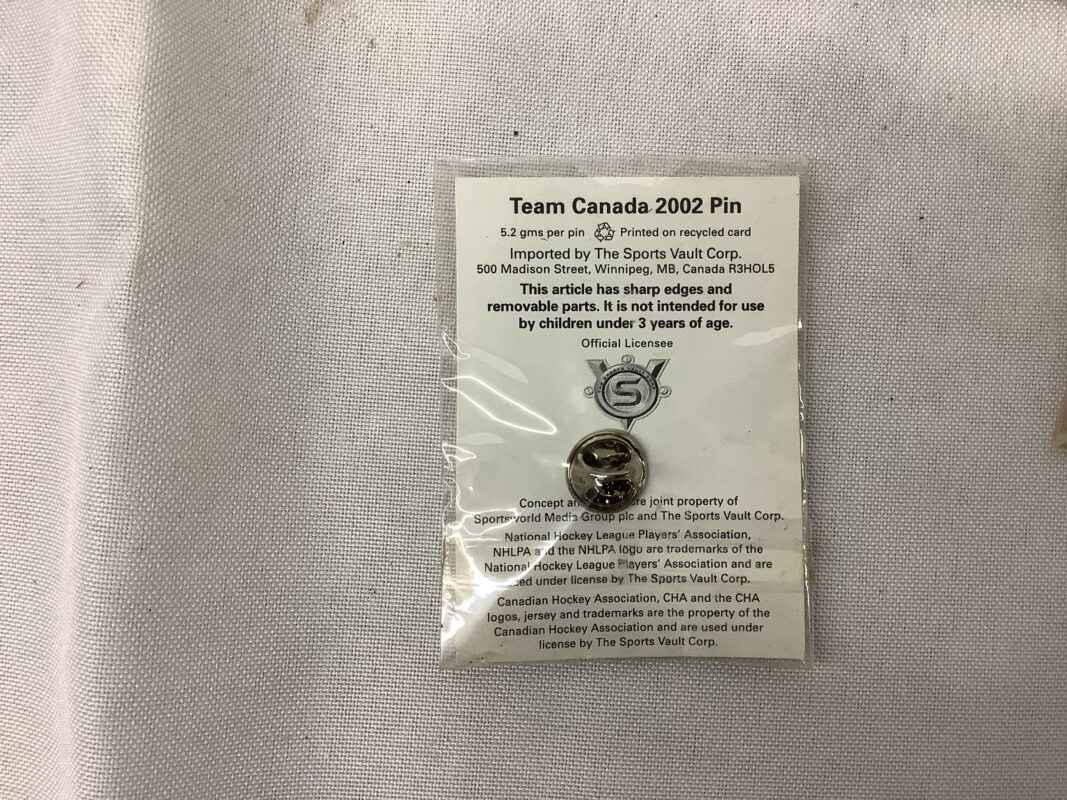 Team Canada 2002 Pin
5.2 gms per pin Printed on recycled card
Imported by The Sports Vault Corp.
500 Madison Street, Winnipeg, MB, Canada R3HOL5
This article has sharp edges and
removable parts. It is not intended for use
by children under 3 years of age.
Official Licensee
S
Concept are joint property of
Sportsworld Media Group plc and The Sports Vault Corp.
National Hockey League Players' Association,
NHLPA and the NHLPA logo are trademarks of the
National Hockey League Players' Association and are
under license by The Sports Vault Corp.
Canadian Hockey Association, CHA and the CHA
logos, jersey and trademarks are the property of the
Canadian Hockey Association and are used under
license by The Sports Vault Corp.